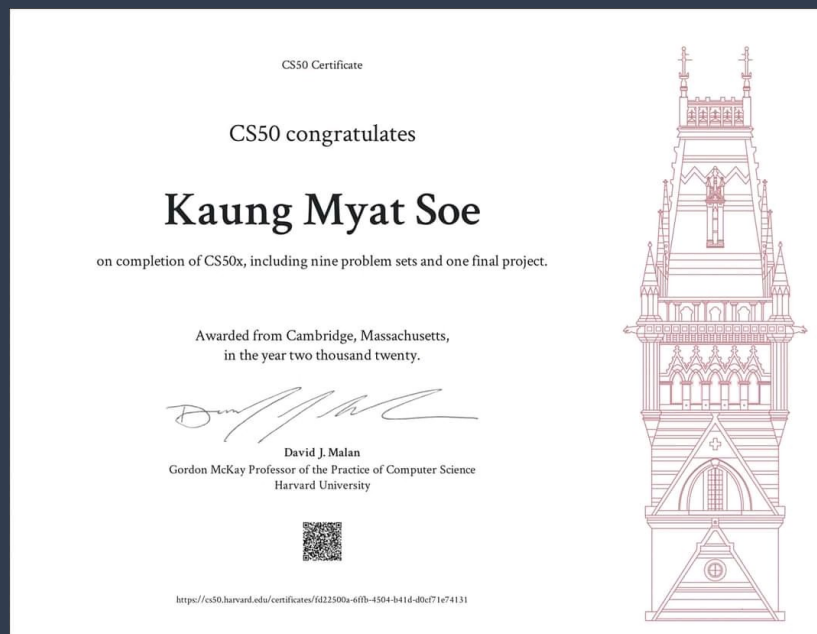 CS50 Certificate
CS50 congratulates
Kaung Myat Soe
on completion of CS50x, including nine problem sets and one final project.
Awarded from Cambridge, Massachusetts,
in the year two thousand twenty.
David J. Malan
Gordon McKay Professor of the Practice of Computer Science
Harvard University
https://cs50.harvard.edu/certificates/fd22500a-6ffb-4504-b41d-d0cf71e74131